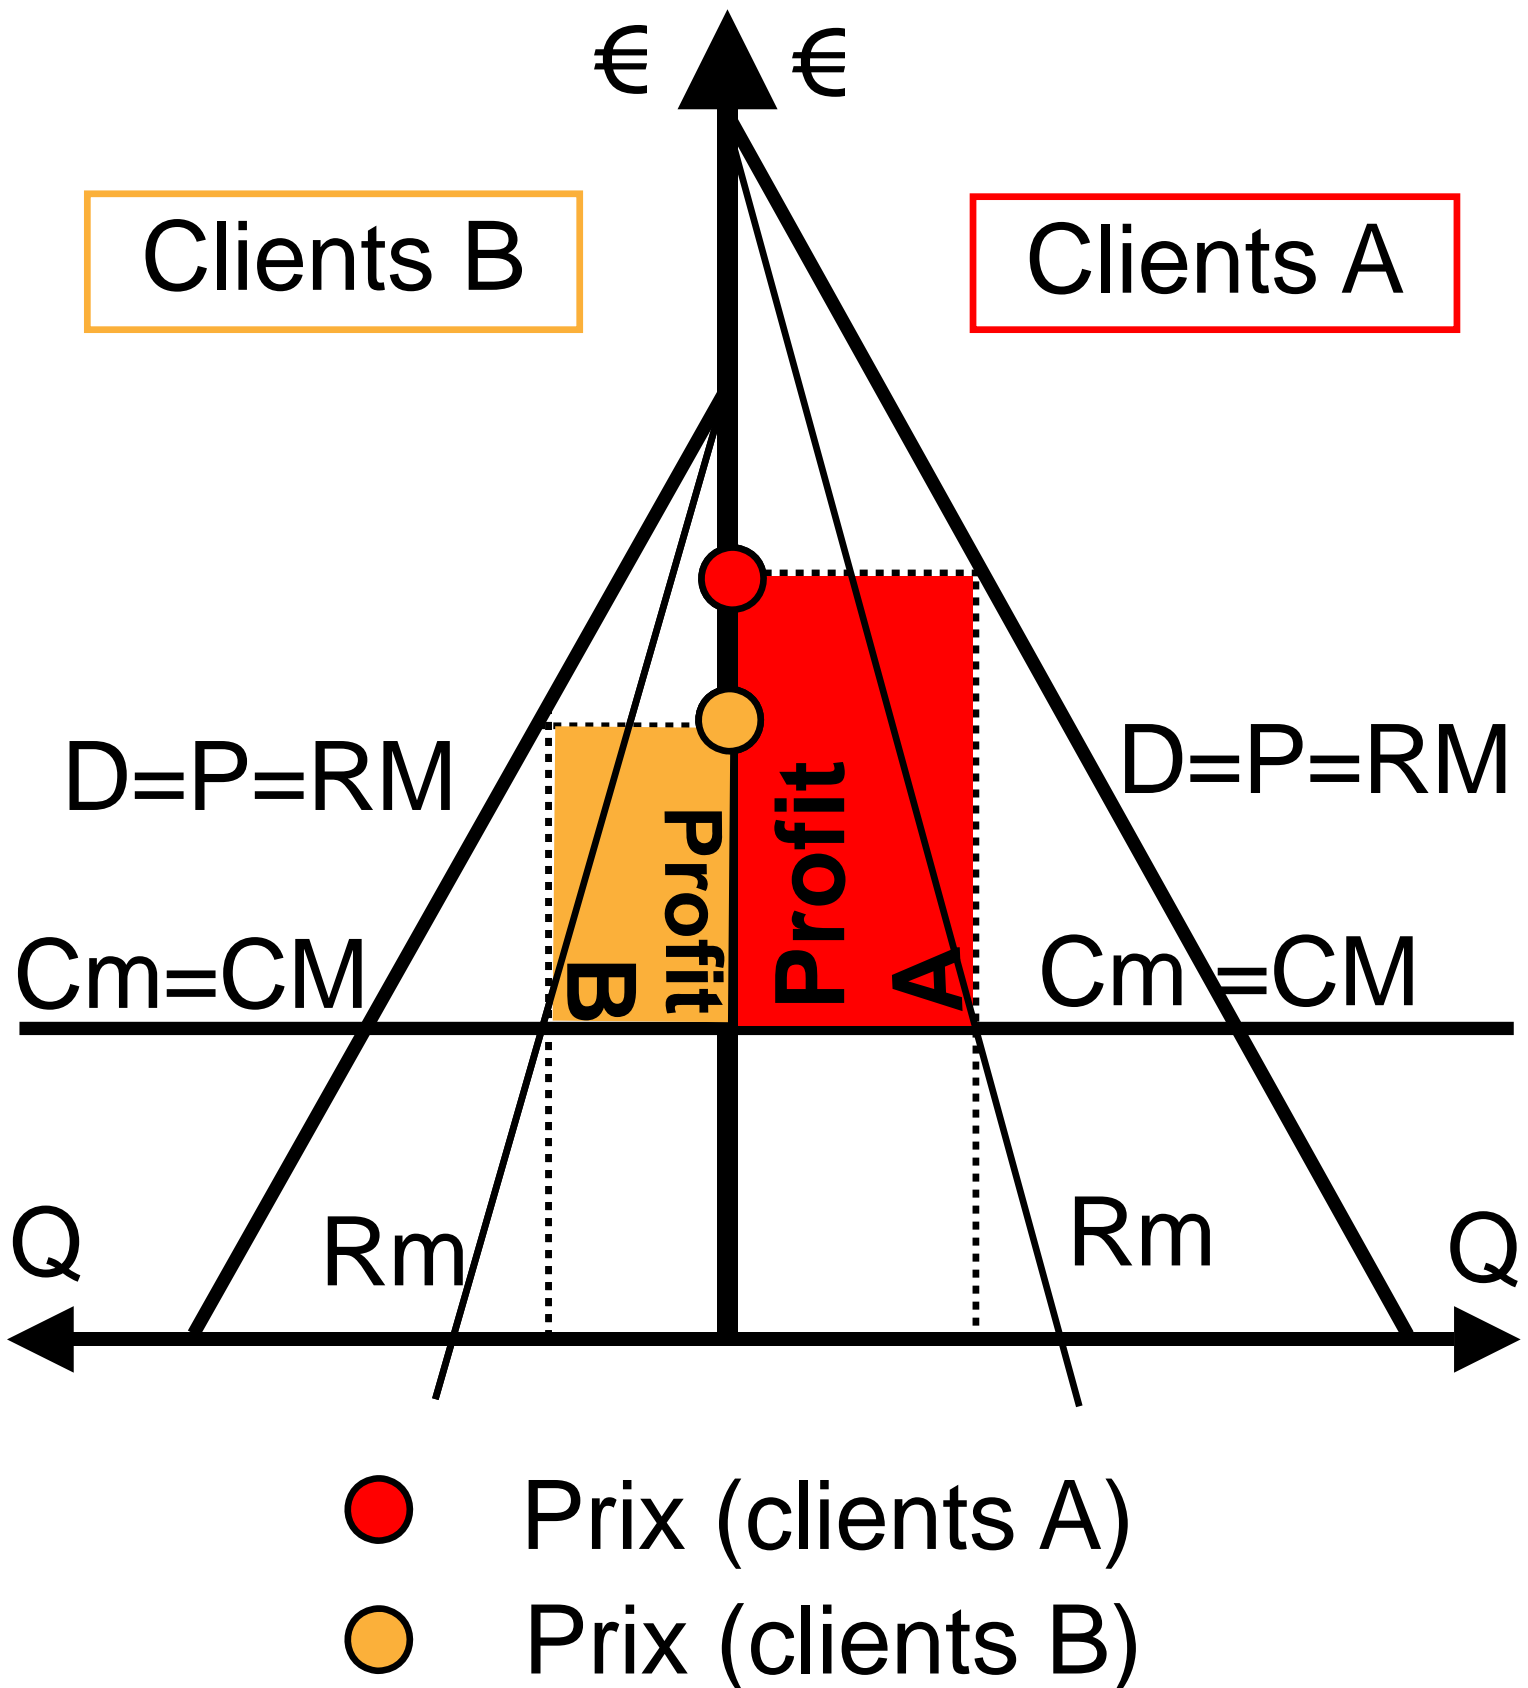 € €
Clients B
Clients A
D=P=RM
D=P=RM
Profit
B
Profit
A
Cm=CM
Cm =CM
Q
Rm
Rm
Q
Prix (clients A)
Prix (clients B)